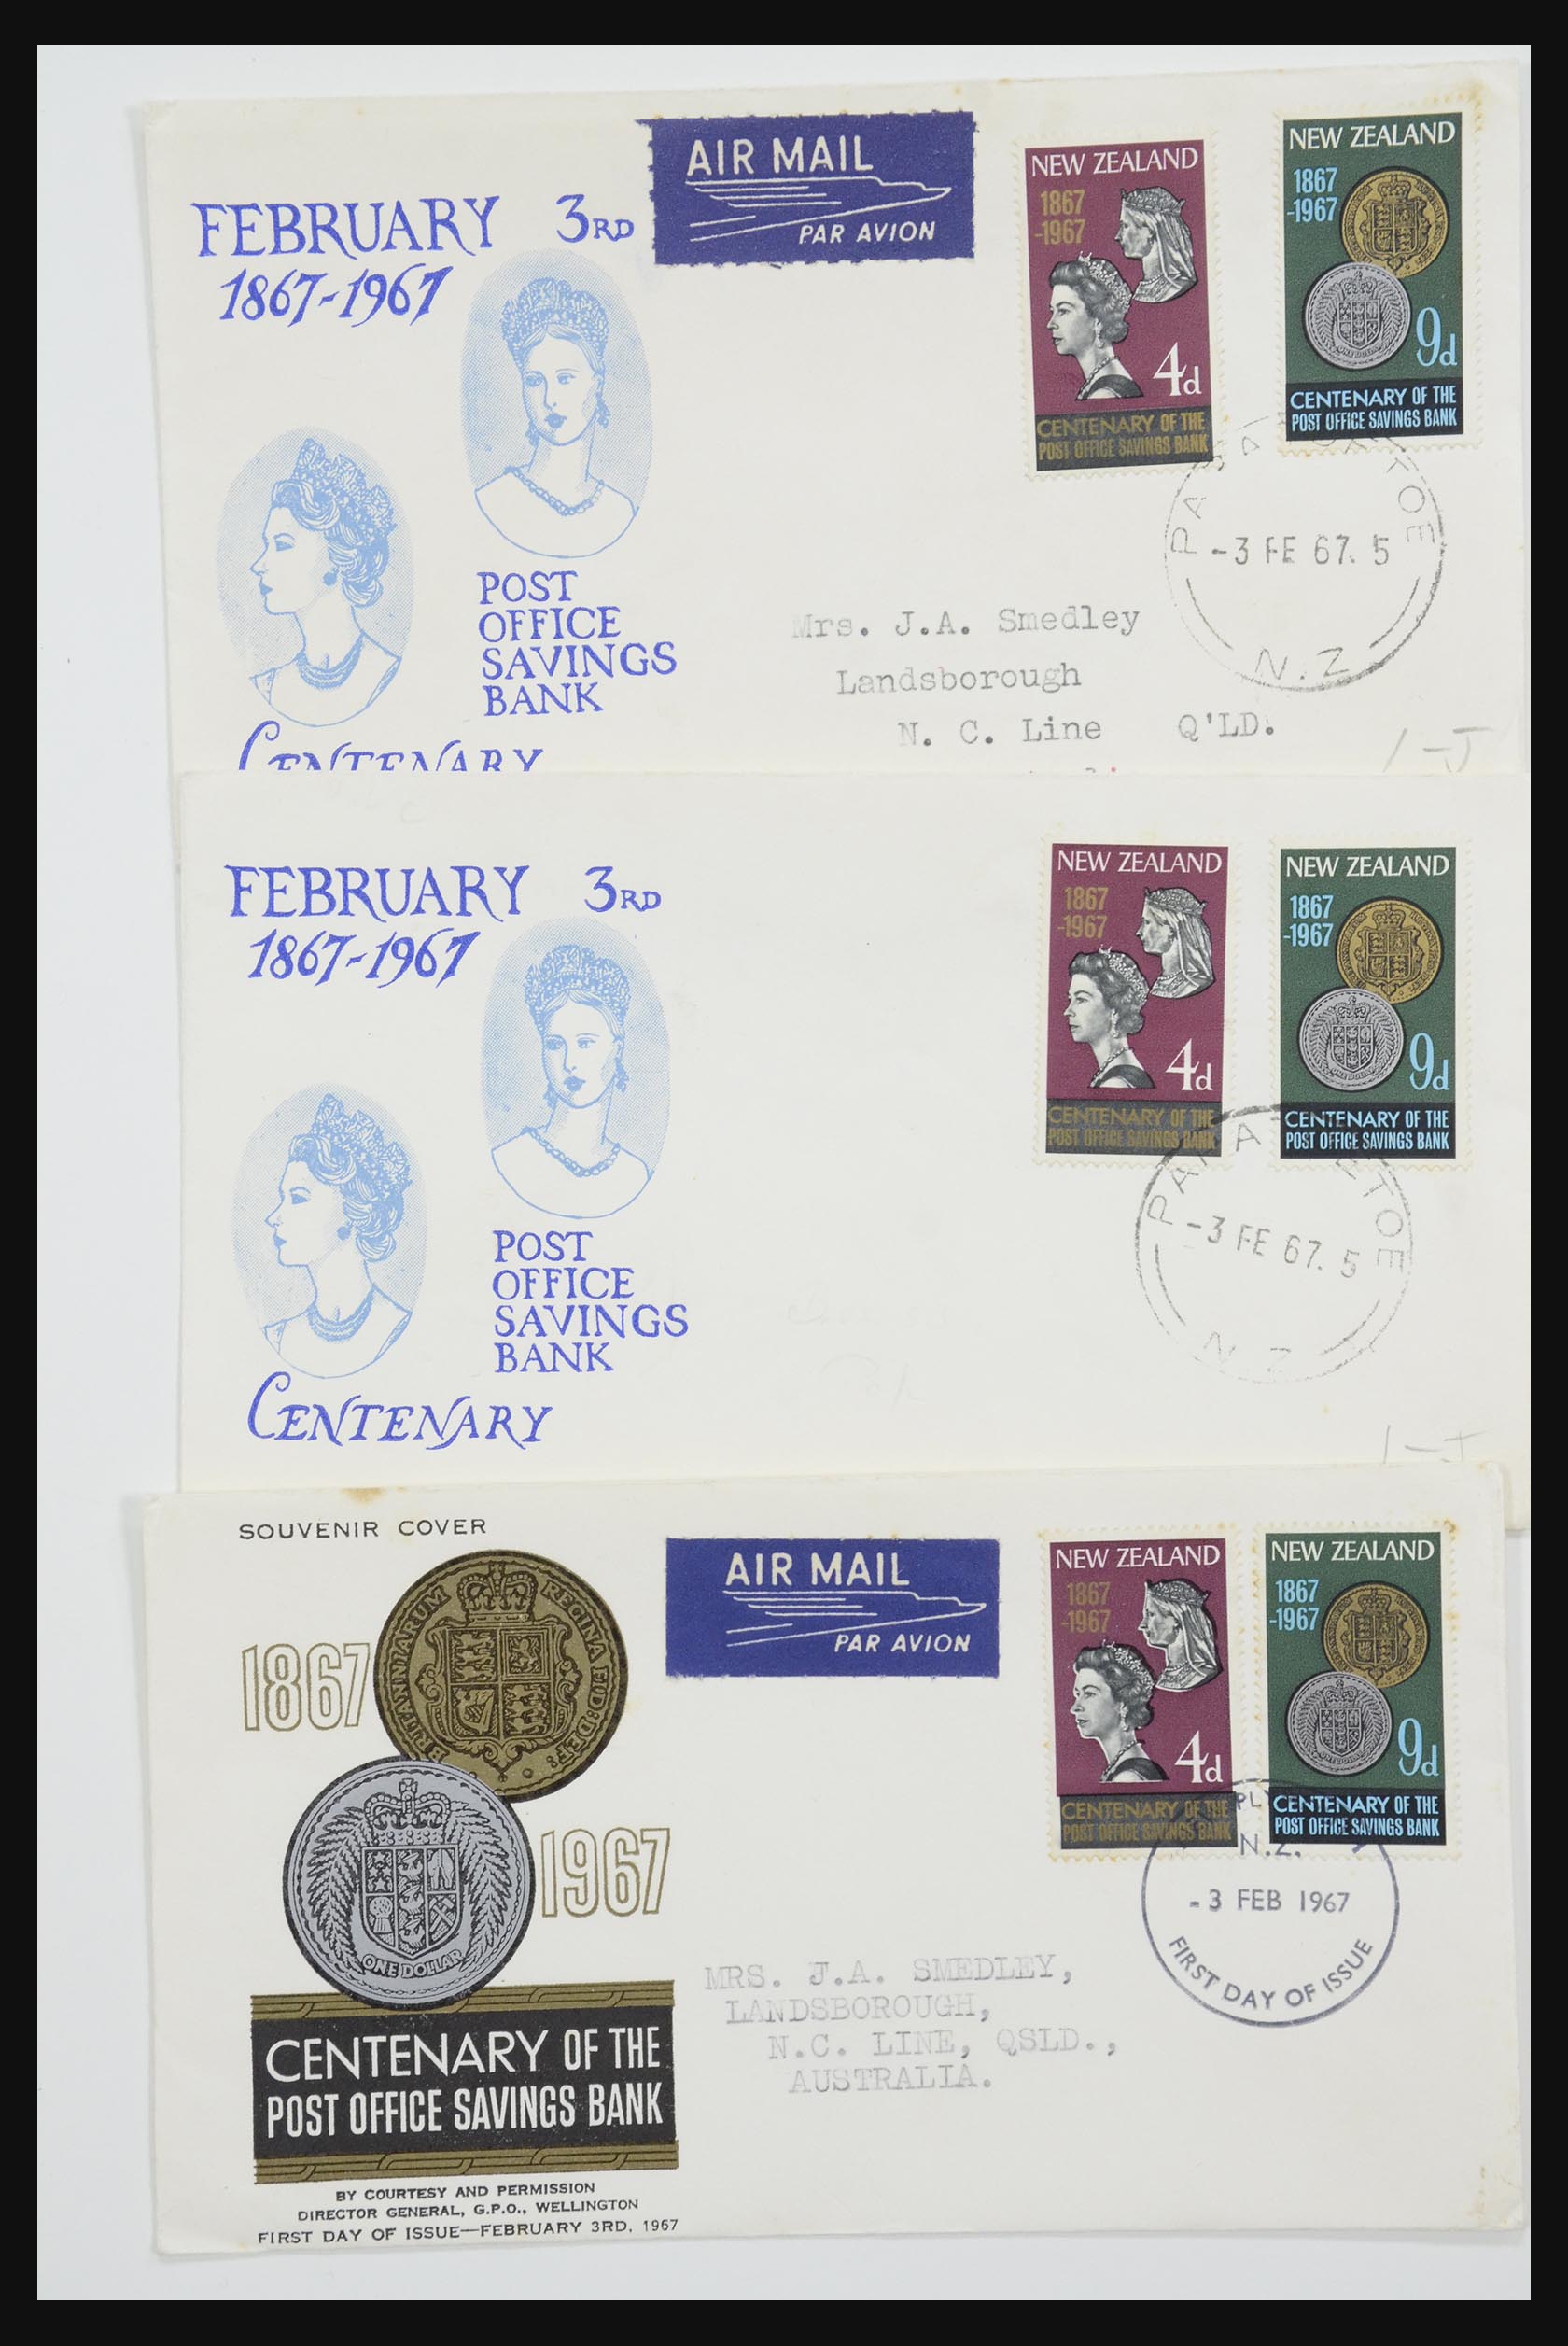 FEBRUARY 3RD
1867-1967
POST
OFFICE
SAVINGS
BANK
CENTENARY
AIR MAIL
PAR AVION
NEW ZEALAND
1867
-1967
4d
CENTENARY OF THE
POST OFFICE SAVINGS BANK
NEW ZEALAND
1867
-1967
9d
CENTENARY OF THE
POST OFFICE SAVINGS BANK
-3 FE 67. 5
N.Z
Mrs. J.A. Smedley
Landsborough
N. C. Line Q'LD.
1-J
FEBRUARY 3RD
1867-1967
POST
OFFICE
SAVINGS
BANK
CENTENARY
NEW ZEALAND
1867
-1967
4d
CENTENARY OF THE
POST OFFICE SAVINGS BANK
NEW ZEALAND
1867
-1967
9d
CENTENARY OF THE
POST OFFICE SAVINGS BANK
-3 FE 67. 5
N.Z
SOUVENIR COVER
1867
BRITANNIARUM REGINA F:D:DEF:
1967
ONE DOLLAR
CENTENARY OF THE
POST OFFICE SAVINGS BANK
BY COURTESY AND PERMISSION
DIRECTOR GENERAL, G.P.O., WELLINGTON
FIRST DAY OF ISSUE—FEBRUARY 3RD, 1967
AIR MAIL
PAR AVION
NEW ZEALAND
1867
-1967
4d
CENTENARY OF THE
POST OFFICE SAVINGS BANK
NEW ZEALAND
1867
-1967
9d
CENTENARY OF THE
POST OFFICE SAVINGS BANK
N.Z.
-3 FEB 1967
FIRST DAY OF ISSUE
MRS. J.A. SMEDLEY,
LANDSBOROUGH,
N.C. LINE, QSLD.,
AUSTRALIA.